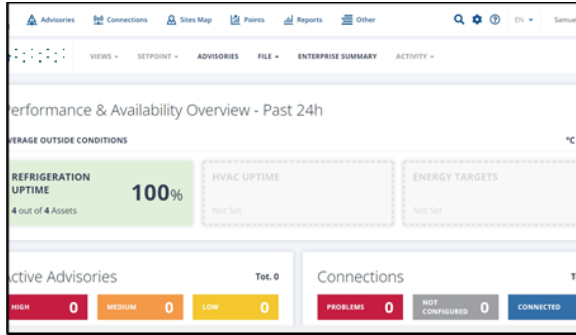 Advisories Connections Sites Map Points Reports Other EN Samue
VIEWS SETPOINT ADVISORIES FILE ENTERPRISE SUMMARY ACTIVITY
Performance & Availability Overview - Past 24h
VERAGE OUTSIDE CONDITIONS °C
REFRIGERATION UPTIME 100%
4 out of 4 Assets
HVAC UPTIME
Not Set
ENERGY TARGETS
Not Set
Active Advisories Tot. 0
HIGH 0 MEDIUM 0 LOW 0
Connections T
PROBLEMS 0 NOT CONFIGURED 0 CONNECTED